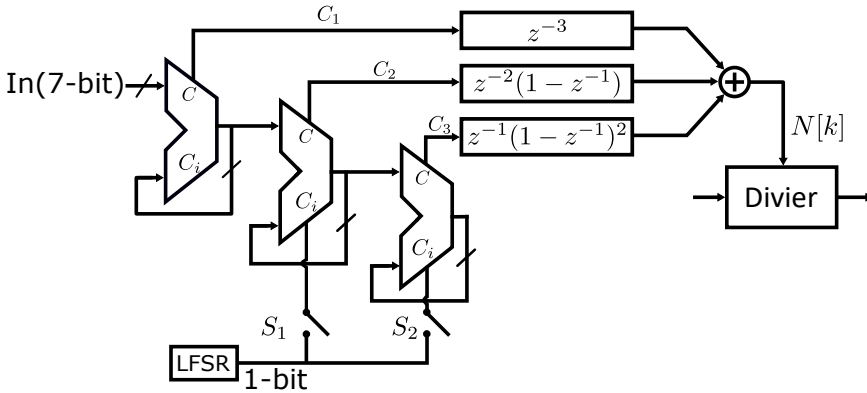 C₁
z⁻³
In(7-bit)
C
C₂
z⁻²(1 − z⁻¹)
+
C
C₃
z⁻¹(1 − z⁻¹)²
N[k]
Cᵢ
C
Cᵢ
Divier
Cᵢ
S₁
S₂
LFSR
1-bit